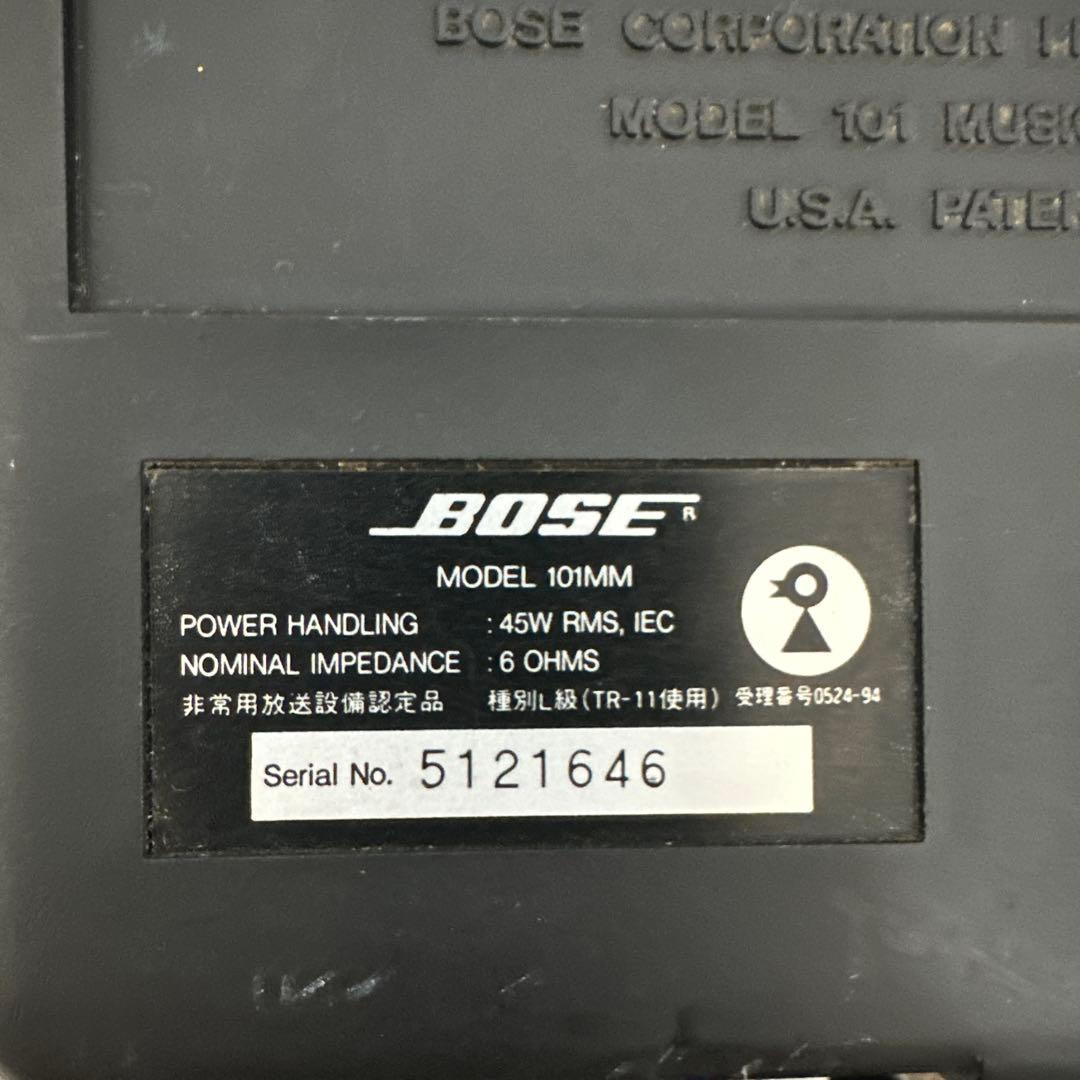 BOSE CORPORATION
MODEL 101
U.S.A.
BOSE R
MODEL 101MM
POWER HANDLING : 45W RMS, IEC
NOMINAL IMPEDANCE : 6 OHMS
非常用放送設備認定品 種別L級(TR-11使用) 受理番号0524-94
Serial No. 5121646